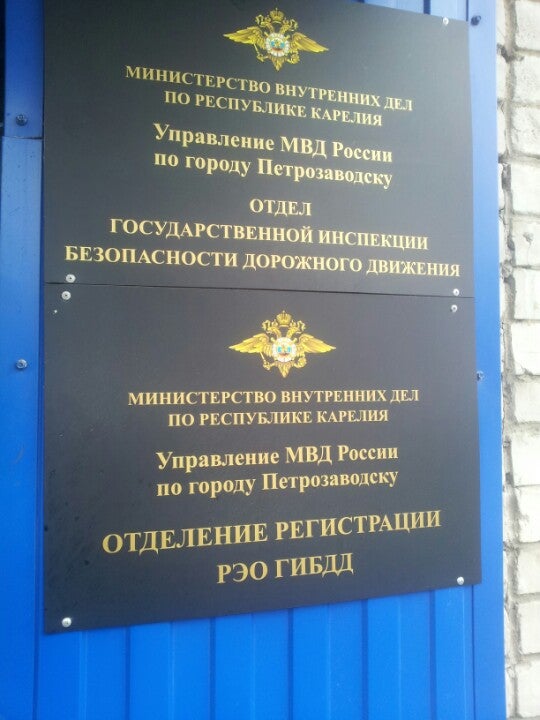 МИНИСТЕРСТВО ВНУТРЕННИХ ДЕЛ
ПО РЕСПУБЛИКЕ КАРЕЛИЯ
Управление МВД России
по городу Петрозаводску
ОТДЕЛ
ГОСУДАРСТВЕННОЙ ИНСПЕКЦИИ
БЕЗОПАСНОСТИ ДОРОЖНОГО ДВИЖЕНИЯ
МИНИСТЕРСТВО ВНУТРЕННИХ ДЕЛ
ПО РЕСПУБЛИКЕ КАРЕЛИЯ
Управление МВД России
по городу Петрозаводску
ОТДЕЛЕНИЕ РЕГИСТРАЦИИ
РЭО ГИБДД